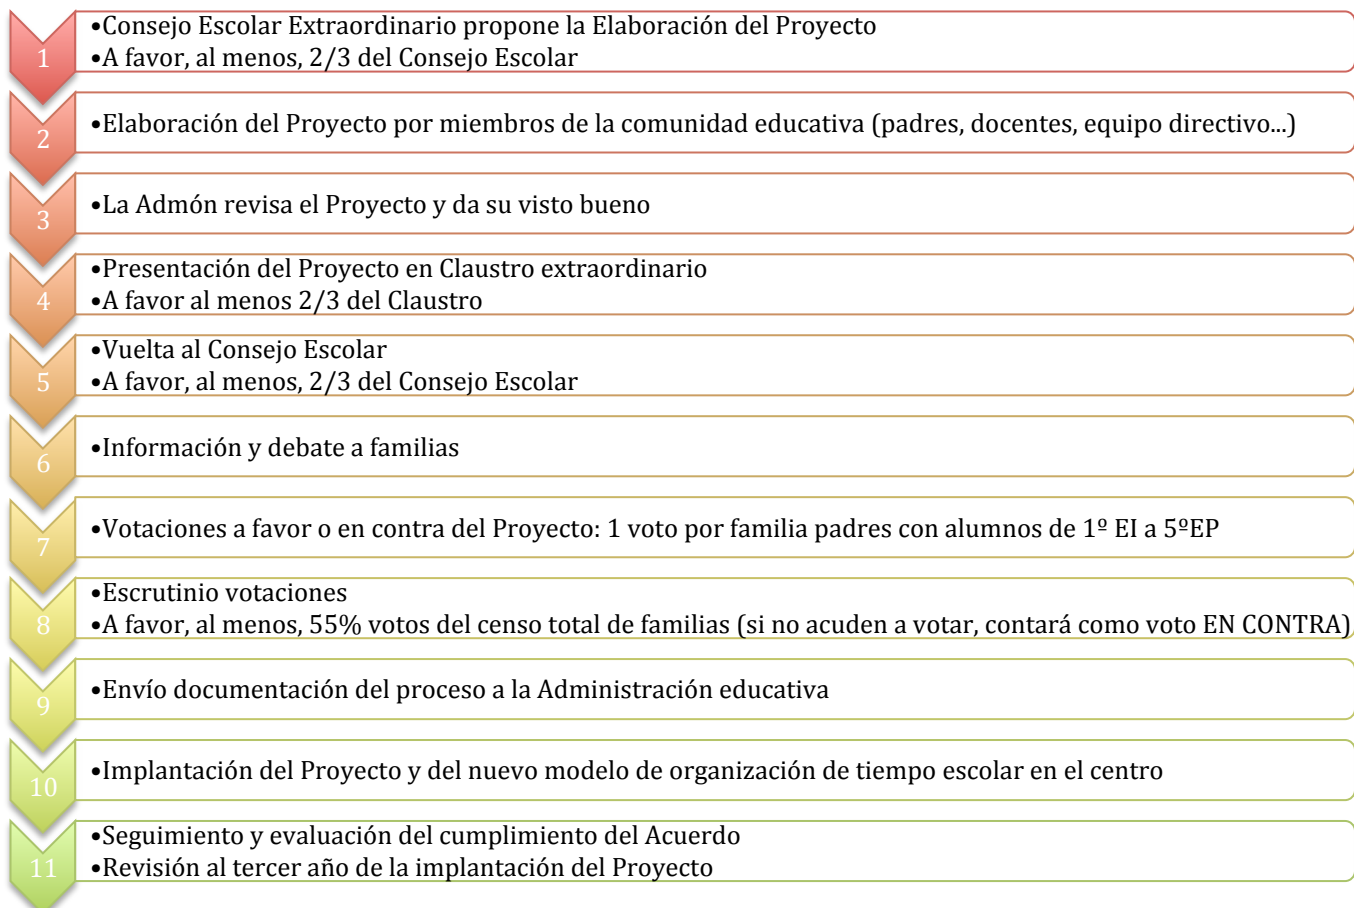 1
•Consejo Escolar Extraordinario propone la Elaboración del Proyecto
•A favor, al menos, 2/3 del Consejo Escolar
2
•Elaboración del Proyecto por miembros de la comunidad educativa (padres, docentes, equipo directivo...)
3
•La Admón revisa el Proyecto y da su visto bueno
4
•Presentación del Proyecto en Claustro extraordinario
•A favor al menos 2/3 del Claustro
5
•Vuelta al Consejo Escolar
•A favor, al menos, 2/3 del Consejo Escolar
6
•Información y debate a familias
7
•Votaciones a favor o en contra del Proyecto: 1 voto por familia padres con alumnos de 1º EI a 5ºEP
8
•Escrutinio votaciones
•A favor, al menos, 55% votos del censo total de familias (si no acuden a votar, contará como voto EN CONTRA)
9
•Envío documentación del proceso a la Administración educativa
10
•Implantación del Proyecto y del nuevo modelo de organización de tiempo escolar en el centro
11
•Seguimiento y evaluación del cumplimiento del Acuerdo
•Revisión al tercer año de la implantación del Proyecto